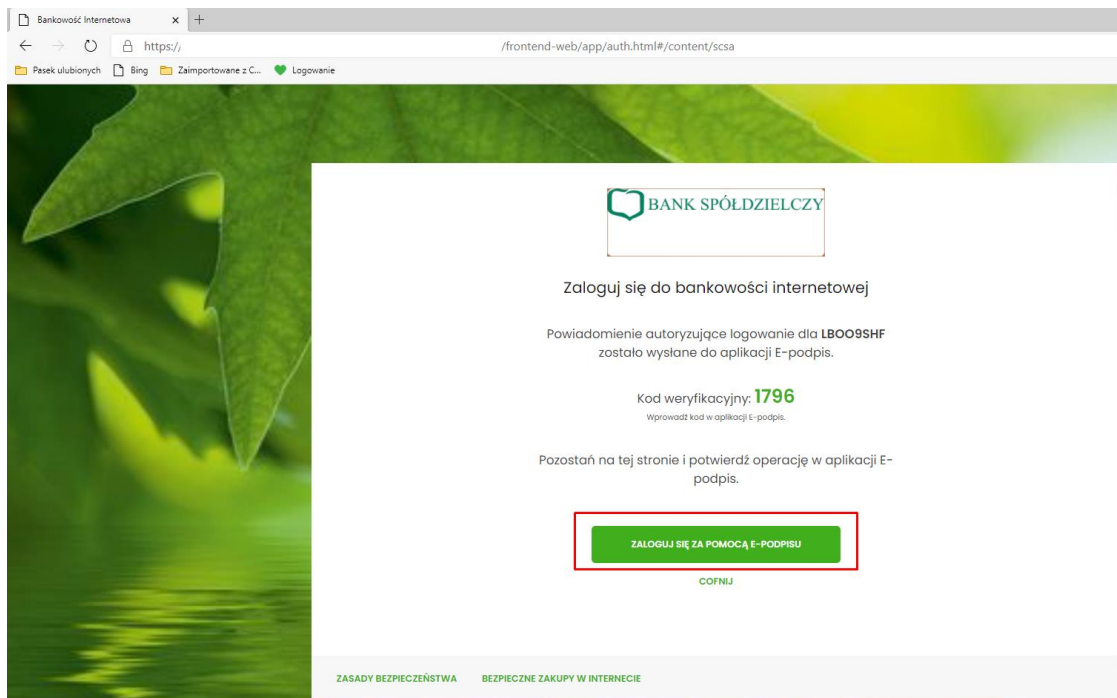 Bankowość Internetowa
https:// /frontend-web/app/auth.html#/content/scsa
Pasek ulubionych Bing Zaimportowane z C... Logowanie
BANK SPÓŁDZIELCZY
Zaloguj się do bankowości internetowej
Powiadomienie autoryzujące logowanie dla LBOO9SHF
zostało wysłane do aplikacji E-podpis.
Kod weryfikacyjny: 1796
Wprowadź kod w aplikacji E-podpis.
Pozostań na tej stronie i potwierdź operację w aplikacji E-
podpis.
ZALOGUJ SIĘ ZA POMOCĄ E-PODPISU
COFNIJ
ZASADY BEZPIECZEŃSTWA BEZPIECZNE ZAKUPY W INTERNECIE